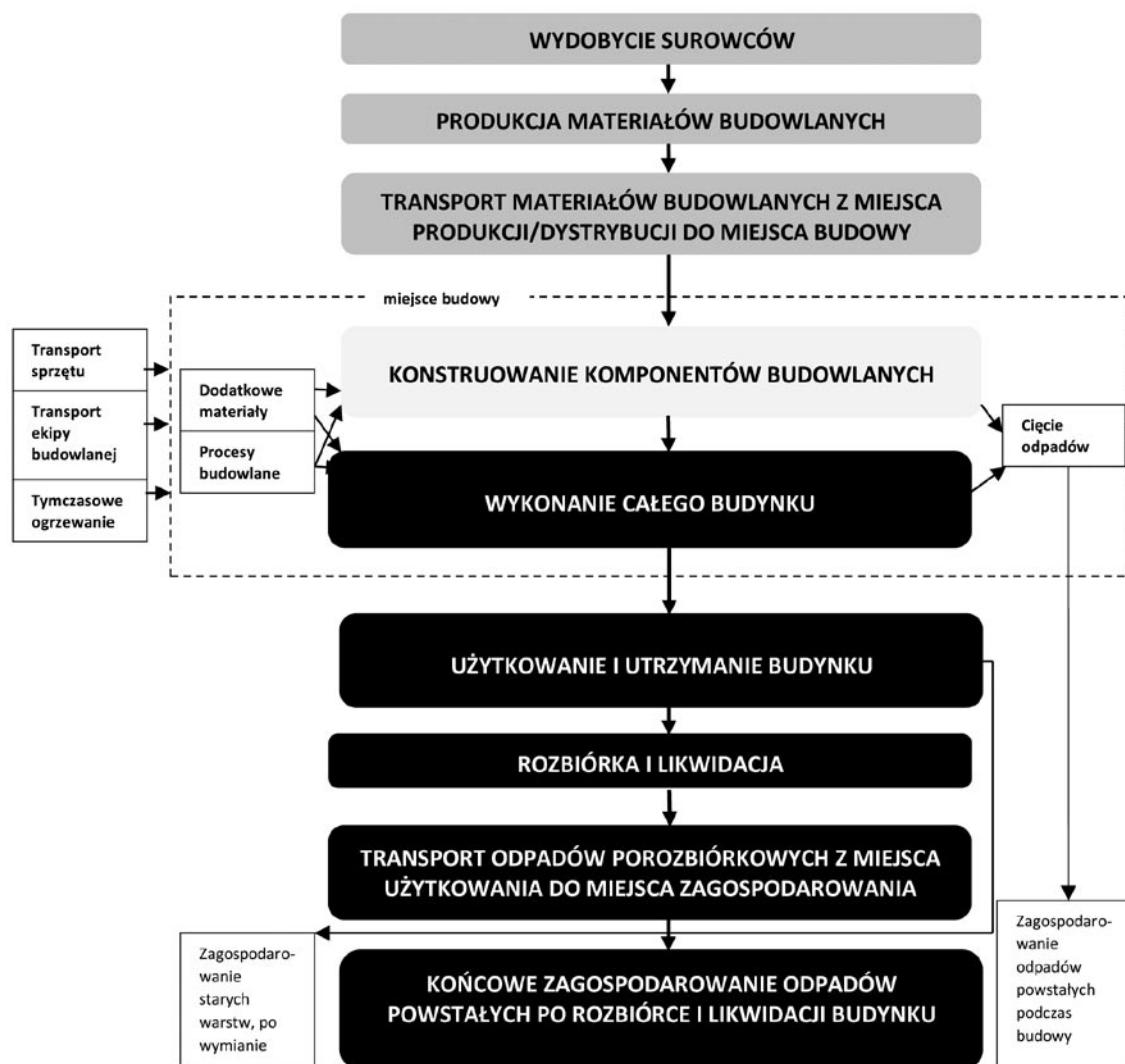 WYDOBYCIE SUROWCÓW
PRODUKCJA MATERIAŁÓW BUDOWLANYCH
TRANSPORT MATERIAŁÓW BUDOWLANYCH Z MIEJSCA
PRODUKCJI/DYSTRYBUCJI DO MIEJSCA BUDOWY
miejsce budowy
Transport
sprzętu
Transport
ekipy
budowlanej
Tymczasowe
ogrzewanie
Dodatkowe
materiały
Procesy
budowlane
KONSTRUOWANIE KOMPONENTÓW BUDOWLANYCH
WYKONANIE CAŁEGO BUDYNKU
Cięcie
odpadów
UŻYTKOWANIE I UTRZYMANIE BUDYNKU
ROZBIÓRKA I LIKWIDACJA
TRANSPORT ODPADÓW POROZBIÓRKOWYCH Z MIEJSCA
UŻYTKOWANIA DO MIEJSCA ZAGOSPODAROWANIA
Zagospodaro-
wanie
starych
warstw, po
wymianie
KOŃCOWE ZAGOSPODAROWANIE ODPADÓW
POWSTAŁYCH PO ROZBIÓRCE I LIKWIDACJI BUDYNKU
Zagospodaro-
wanie
odpadów
powstałych
podczas
budowy